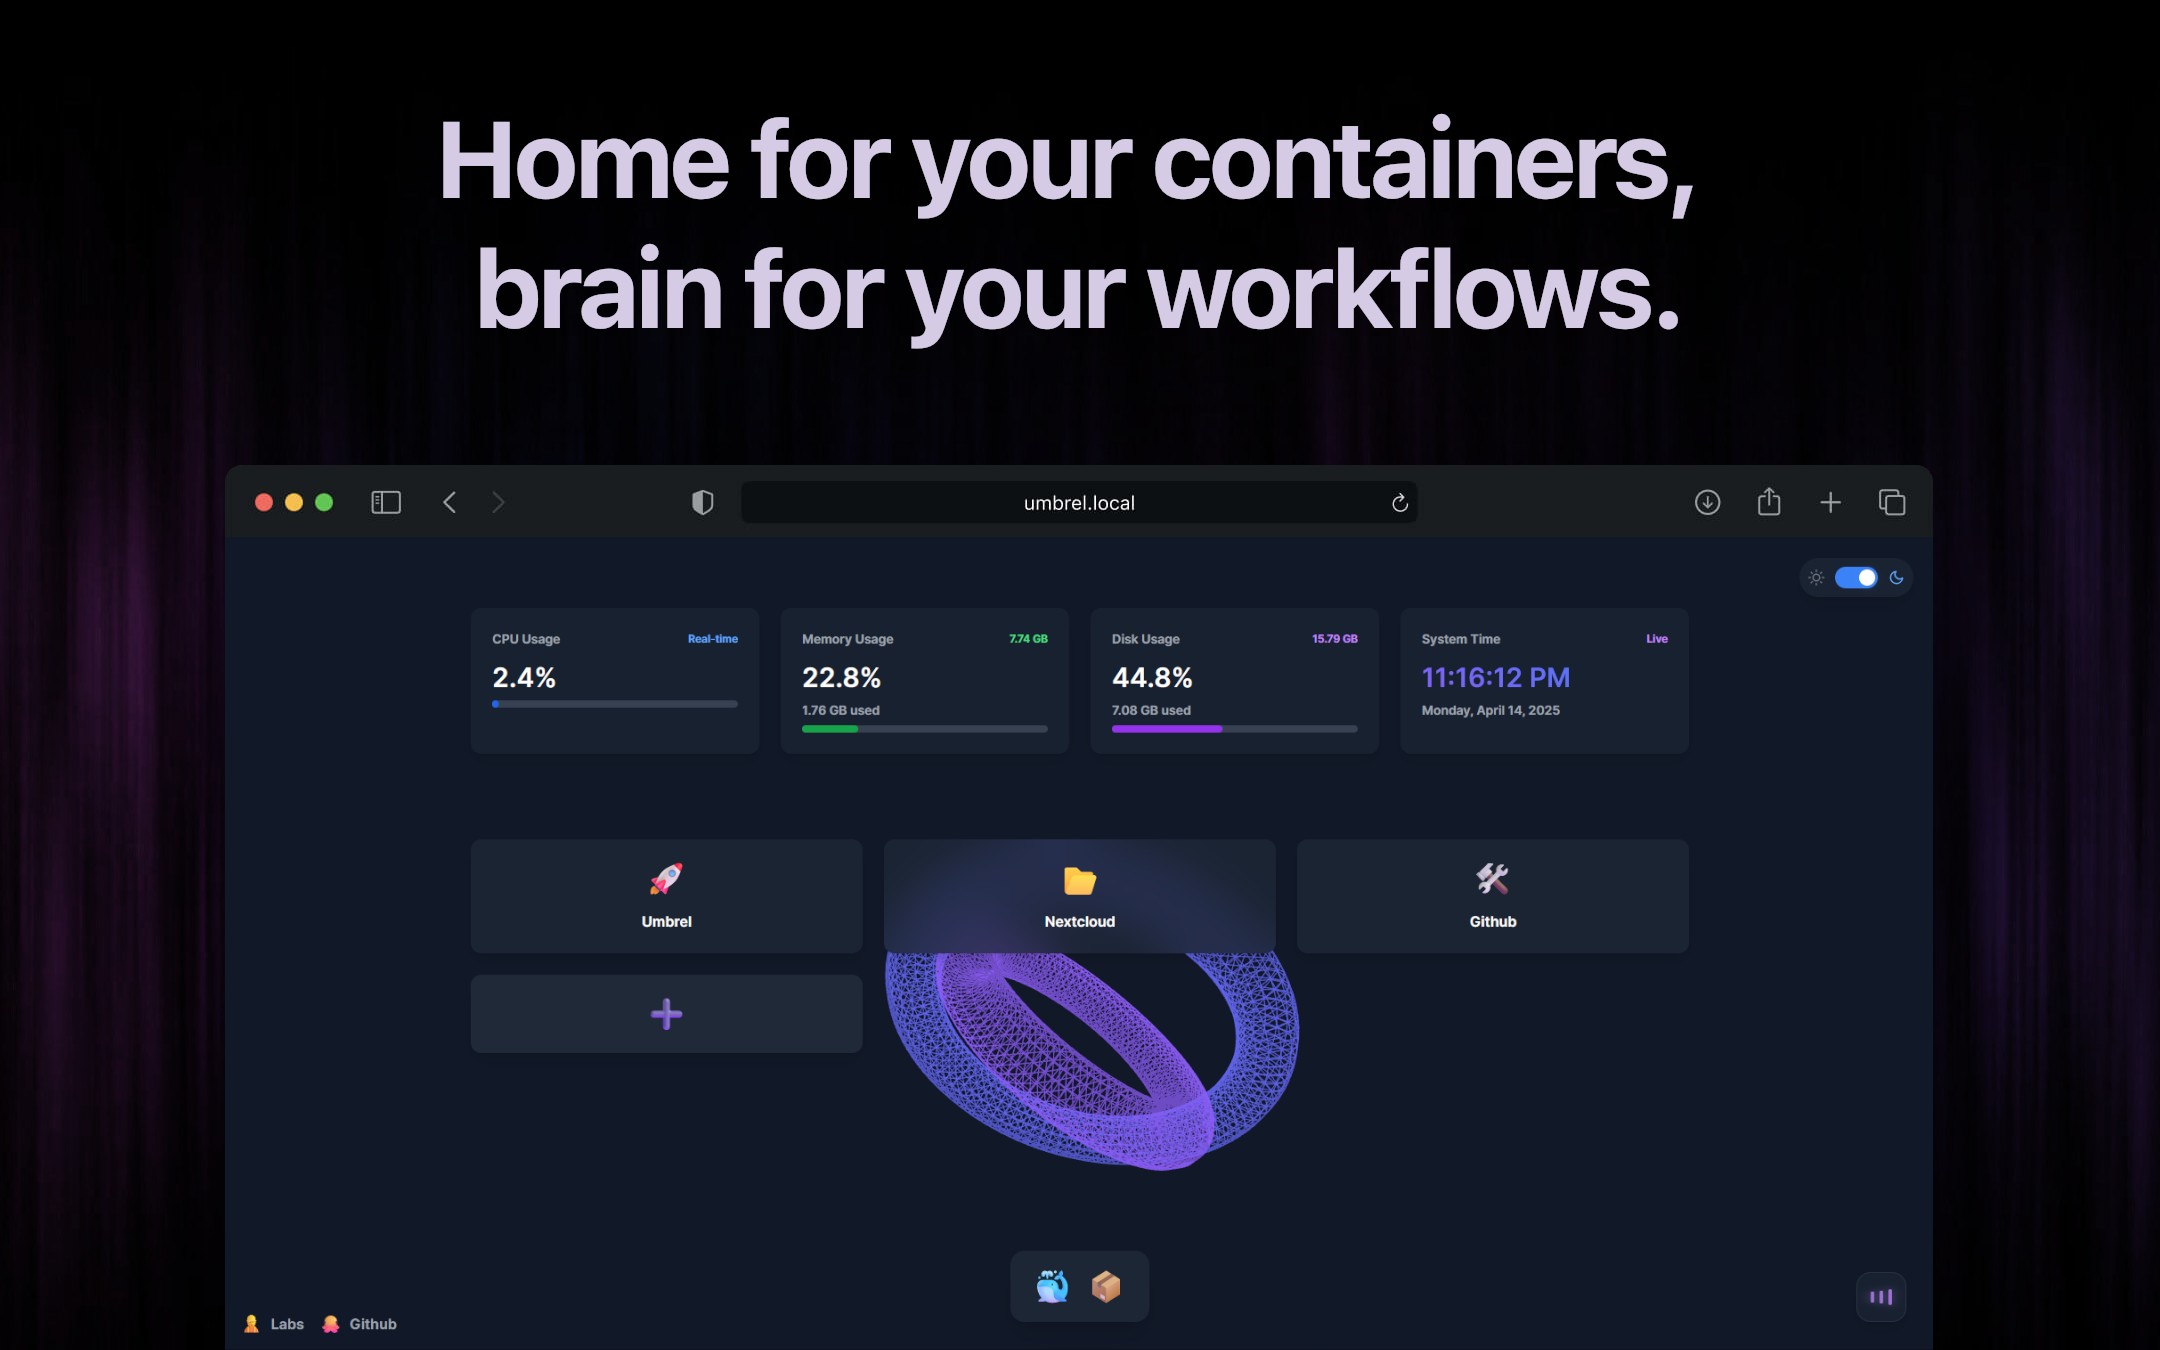 Home for your containers,
brain for your workflows.
umbrel.local
CPU Usage Real-time
2.4%
Memory Usage 7.74 GB
22.8%
1.76 GB used
Disk Usage 15.79 GB
44.8%
7.08 GB used
System Time Live
11:16:12 PM
Monday, April 14, 2025
Umbrel
Nextcloud
Github
Labs Github